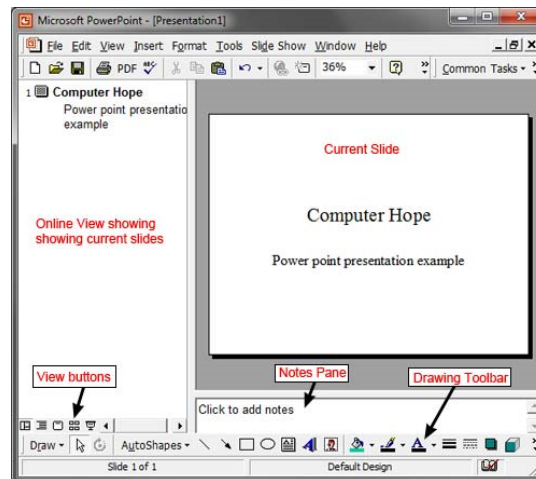 Microsoft PowerPoint - [Presentation1]
File Edit View Insert Format Tools Slide Show Window Help
PDF ABC 36% Common Tasks
1 Computer Hope
Power point presentatio
example
Online View showing
showing current slides
Current Slide
Computer Hope
Power point presentation example
View buttons
Notes Pane
Drawing Toolbar
Click to add notes
Draw AutoShapes
Slide 1 of 1 Default Design